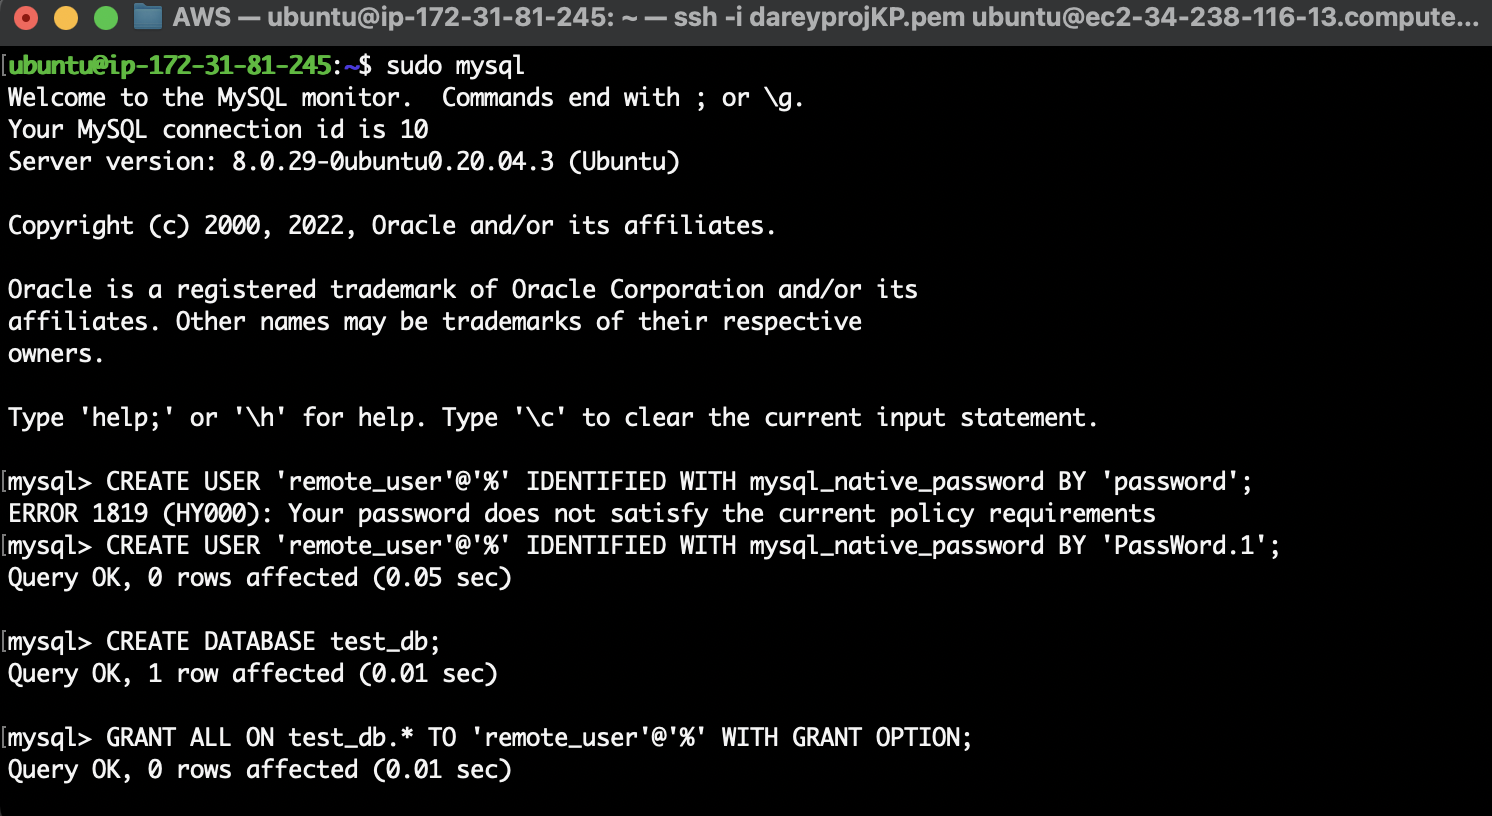 AWS — ubuntu@ip-172-31-81-245: ~ — ssh -i dareyprojKP.pem ubuntu@ec2-34-238-116-13.compute...
[ubuntu@ip-172-31-81-245:~$ sudo mysql
Welcome to the MySQL monitor.  Commands end with ; or \g.
Your MySQL connection id is 10
Server version: 8.0.29-0ubuntu0.20.04.3 (Ubuntu)
Copyright (c) 2000, 2022, Oracle and/or its affiliates.
Oracle is a registered trademark of Oracle Corporation and/or its
affiliates. Other names may be trademarks of their respective
owners.
Type 'help;' or '\h' for help. Type '\c' to clear the current input statement.
[mysql> CREATE USER 'remote_user'@'%' IDENTIFIED WITH mysql_native_password BY 'password';
ERROR 1819 (HY000): Your password does not satisfy the current policy requirements
[mysql> CREATE USER 'remote_user'@'%' IDENTIFIED WITH mysql_native_password BY 'PassWord.1';
Query OK, 0 rows affected (0.05 sec)
[mysql> CREATE DATABASE test_db;
Query OK, 1 row affected (0.01 sec)
[mysql> GRANT ALL ON test_db.* TO 'remote_user'@'%' WITH GRANT OPTION;
Query OK, 0 rows affected (0.01 sec)